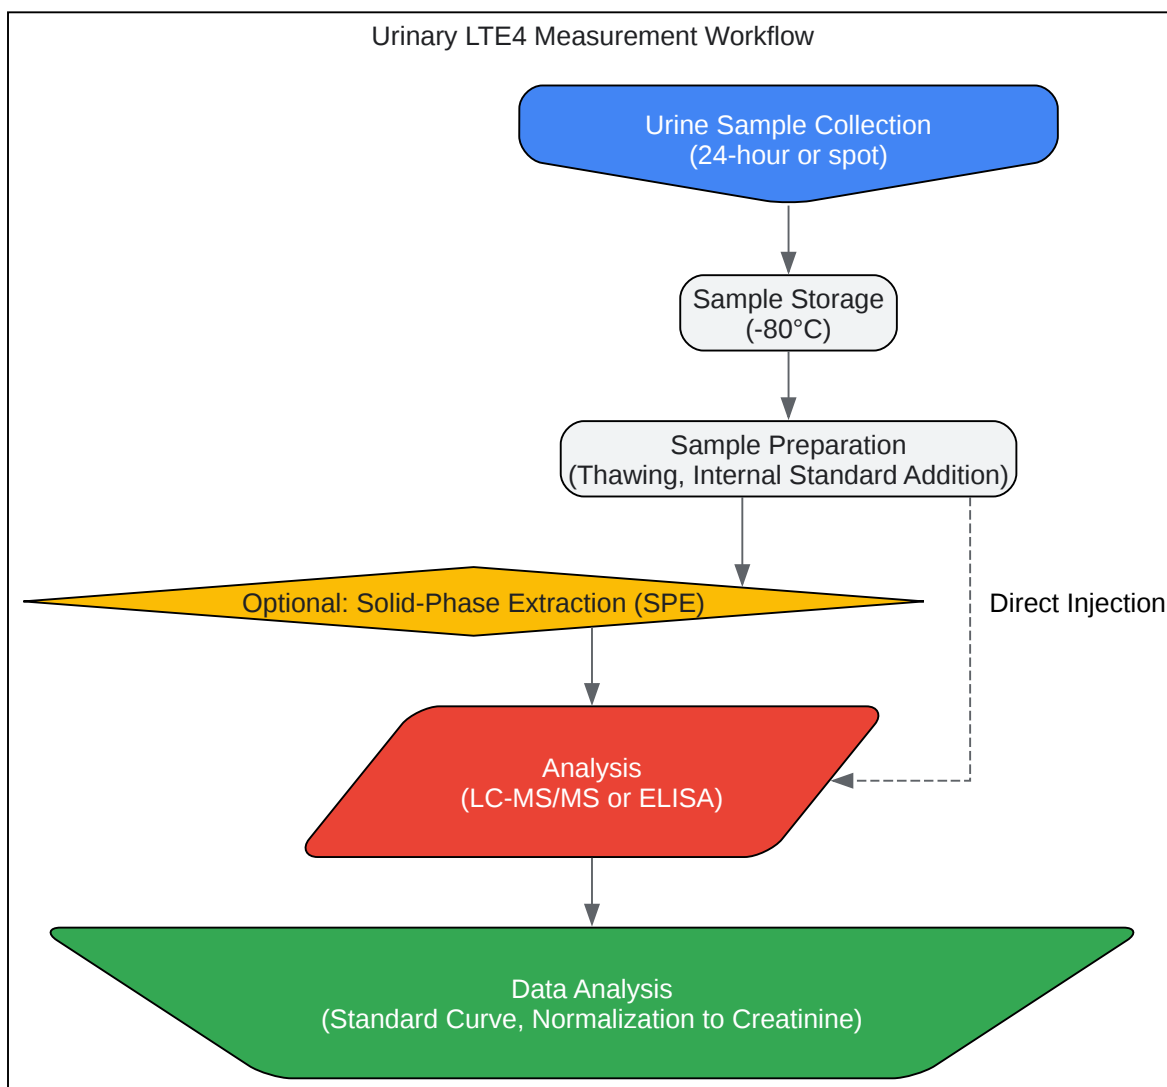 Urinary LTE4 Measurement Workflow
Urine Sample Collection
(24-hour or spot)
Sample Storage
(-80°C)
Sample Preparation
(Thawing, Internal Standard Addition)
Optional: Solid-Phase Extraction (SPE)
Direct Injection
Analysis
(LC-MS/MS or ELISA)
Data Analysis
(Standard Curve, Normalization to Creatinine)